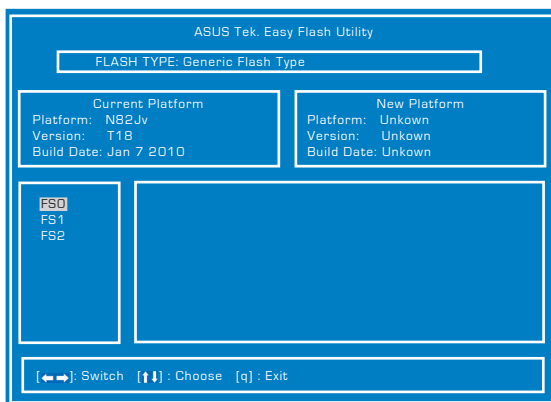 ASUS Tek. Easy Flash Utility
FLASH TYPE: Generic Flash Type
Current Platform
Platform: N82Jv
Version: T18
Build Date: Jan 7 2010
New Platform
Platform: Unkown
Version: Unkown
Build Date: Unkown
FS0
FS1
FS2
[←→]: Switch [↑↓] : Choose [q] : Exit